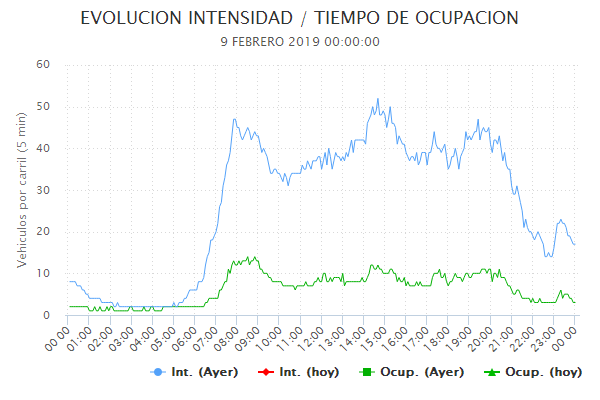 EVOLUCION INTENSIDAD / TIEMPO DE OCUPACION
9 FEBRERO 2019 00:00:00
Vehiculos por carril (5 min)
60
50
40
30
20
10
0
00:00 01:00 02:00 03:00 04:00 05:00 06:00 07:00 08:00 09:00 10:00 11:00 12:00 13:00 14:00 15:00 16:00 17:00 18:00 19:00 20:00 21:00 22:00 23:00 00:00
Int. (Ayer) Int. (hoy) Ocup. (Ayer) Ocup. (hoy)